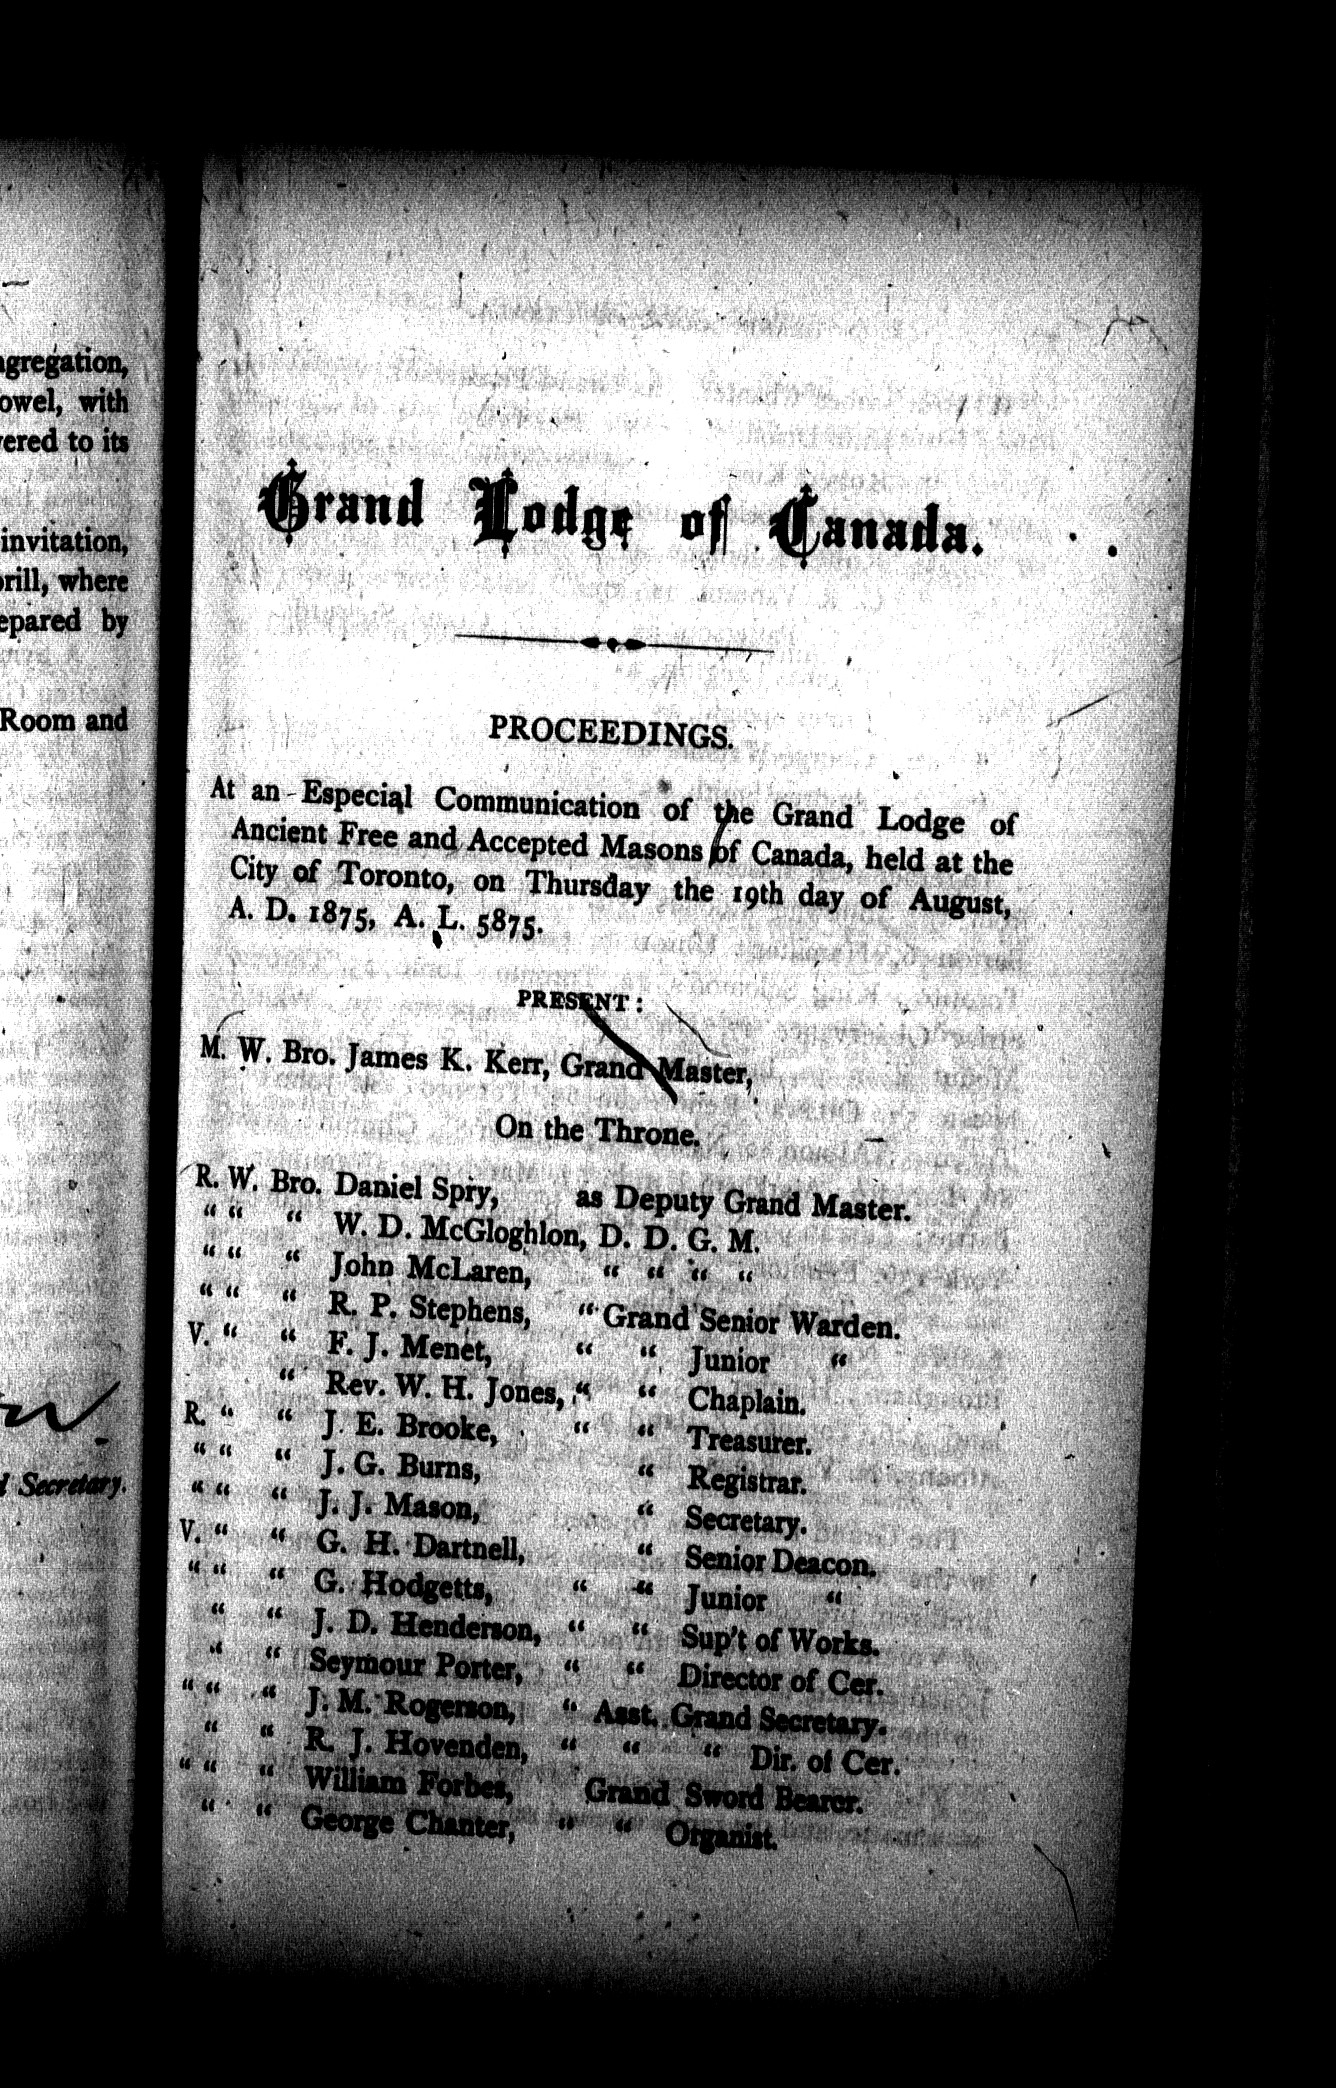 ngregation,
owel, with
vered to its
invitation,
orill, where
epared by
Room and
d Secretary.
Grand Lodge of Canada.
PROCEEDINGS.
At an Especial Communication of the Grand Lodge of
Ancient Free and Accepted Masons of Canada, held at the
City of Toronto, on Thursday the 19th day of August,
A. D. 1875, A. L. 5875.
PRESENT :
M. W. Bro. James K. Kerr, Grand Master,
On the Throne.
R. W. Bro. Daniel Spry, as Deputy Grand Master.
“ “ “ W. D. McGloghlon, D. D. G. M.
“ “ “ John McLaren, “ “ “ “
“ “ “ R. P. Stephens, “ Grand Senior Warden.
V. “ “ F. J. Menet, “ “ Junior “
“ Rev. W. H. Jones, “ “ Chaplain.
R. “ “ J. E. Brooke, “ “ Treasurer.
“ “ “ J. G. Burns, “ Registrar.
“ “ “ J. J. Mason, “ Secretary.
V. “ “ G. H. Dartnell, “ Senior Deacon.
“ “ “ G. Hodgetts, “ “ Junior “
“ “ J. D. Henderson, “ “ Sup't of Works.
“ “ Seymour Porter, “ “ Director of Cer.
“ “ “ J. M. Rogerson, “ Asst. Grand Secretary.
“ “ R. J. Hovenden, “ “ “ Dir. of Cer.
“ “ “ William Forbes, Grand Sword Bearer.
“ “ George Chanter, “ “ Organist.